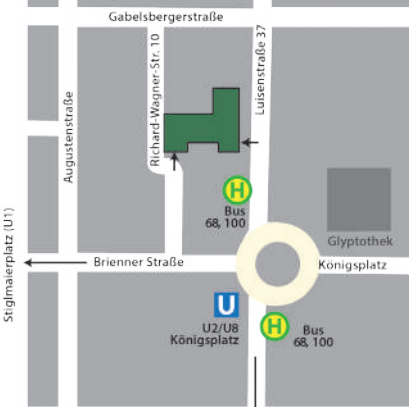 Gabelsbergerstraße
Luisenstraße 37
Richard-Wagner-Str. 10
Augustenstraße
H
Bus
68, 100
Glyptothek
Stiglmaierplatz (U1)
Brienner Straße
Königsplatz
U
U2/U8
Königsplatz
H
Bus
68, 100